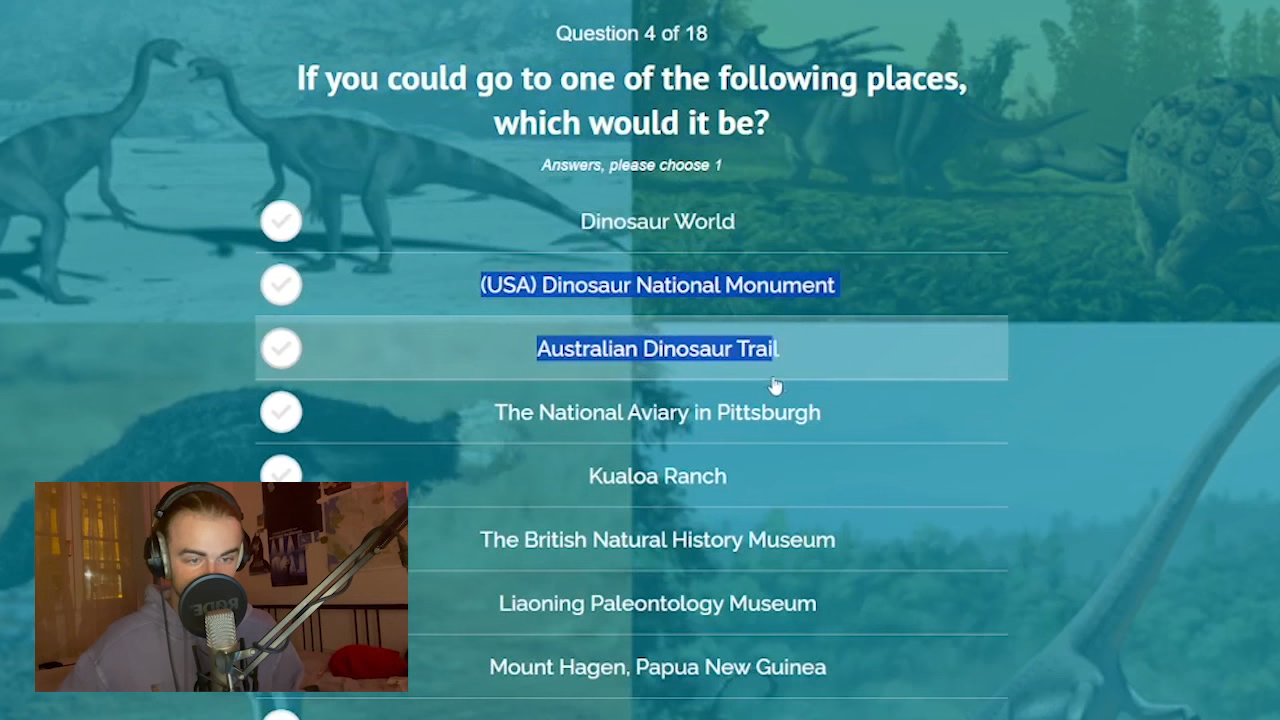 Question 4 of 18
If you could go to one of the following places,
which would it be?
Answers, please choose 1
Dinosaur World
(USA) Dinosaur National Monument
Australian Dinosaur Trail
The National Aviary in Pittsburgh
Kualoa Ranch
The British Natural History Museum
Liaoning Paleontology Museum
Mount Hagen, Papua New Guinea
RODE